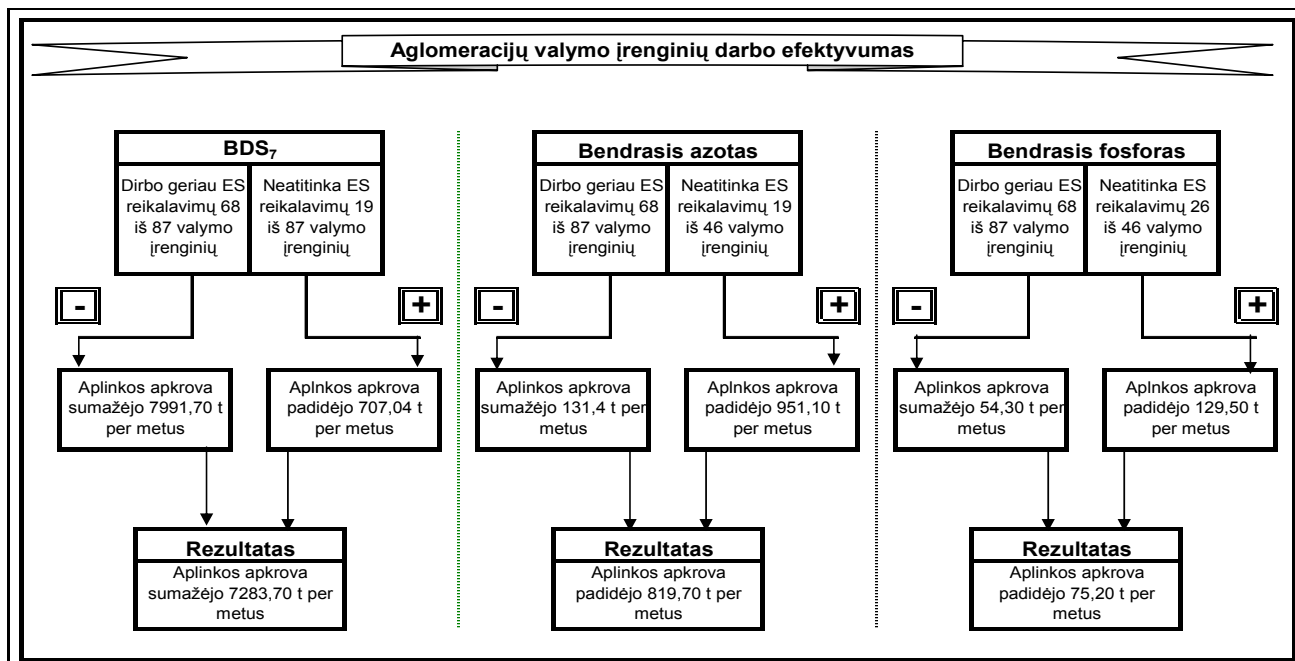 Aglomeracijų valymo įrenginių darbo efektyvumas
BDS₇
Dirbo geriau ES
reikalavimų 68
iš 87 valymo
įrenginių
Neatitinka ES
reikalavimų 19
iš 87 valymo
įrenginių
-
+
Aplinkos apkrova
sumažėjo 7991,70 t
per metus
Aplnkos apkrova
padidėjo 707,04 t
per metus
Rezultatas
Aplinkos apkrova
sumažėjo 7283,70 t per
metus
Bendrasis azotas
Dirbo geriau ES
reikalavimų 68
iš 87 valymo
įrenginių
Neatitinka ES
reikalavimų 19
iš 46 valymo
įrenginių
-
+
Aplinkos apkrova
sumažėjo 131,4 t per
metus
Aplnkos apkrova
padidėjo 951,10 t
per metus
Rezultatas
Aplinkos apkrova
padidėjo 819,70 t per
metus
Bendrasis fosforas
Dirbo geriau ES
reikalavimų 68
iš 87 valymo
įrenginių
Neatitinka ES
reikalavimų 26
iš 46 valymo
įrenginių
-
+
Aplinkos apkrova
sumažėjo 54,30 t per
metus
Aplnkos apkrova
padidėjo 129,50 t
per metus
Rezultatas
Aplinkos apkrova
padidėjo 75,20 t per
metus